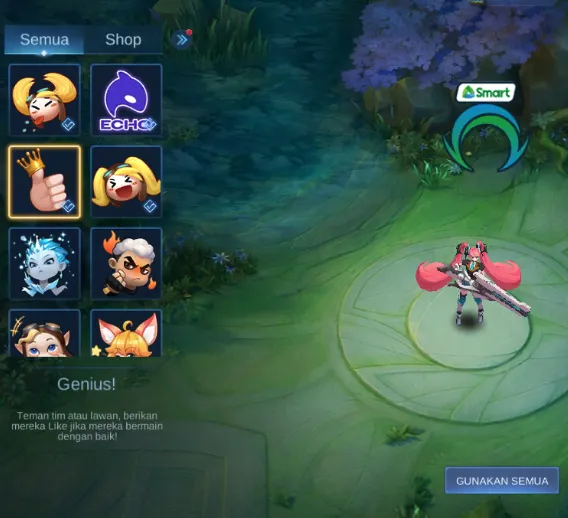 Semua
Shop
Smart
ECHO
Genius!
Teman tim atau lawan, berikan
mereka Like jika mereka bermain
dengan baik!
GUNAKAN SEMUA